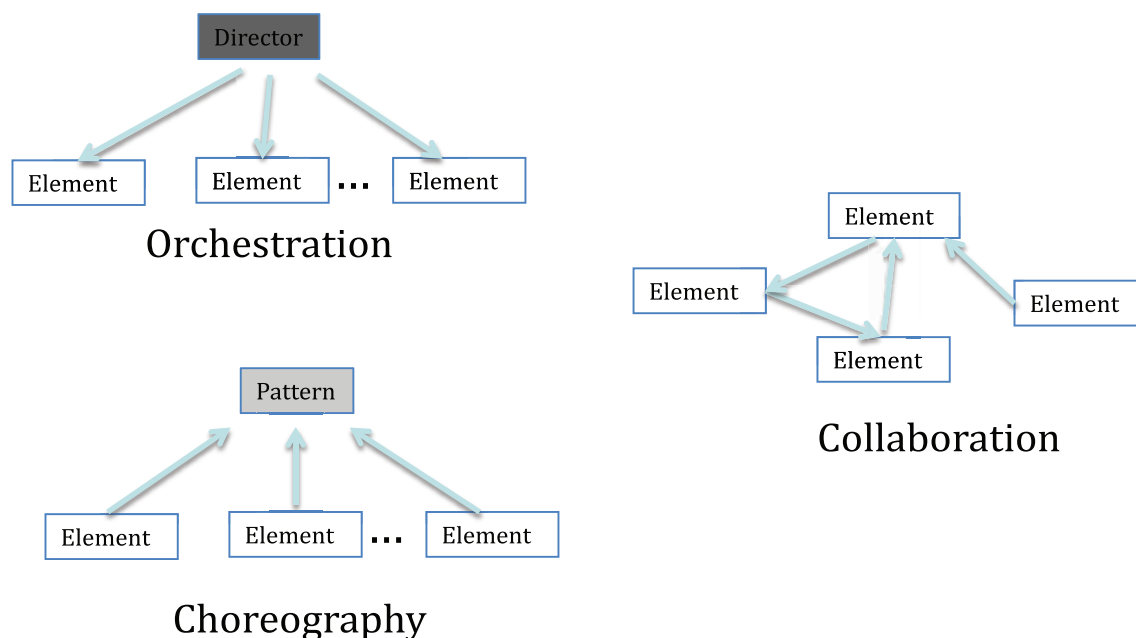 Director
Element
Element
...
Element
Orchestration
Pattern
Element
Element
...
Element
Choreography
Element
Element
Element
Element
Collaboration